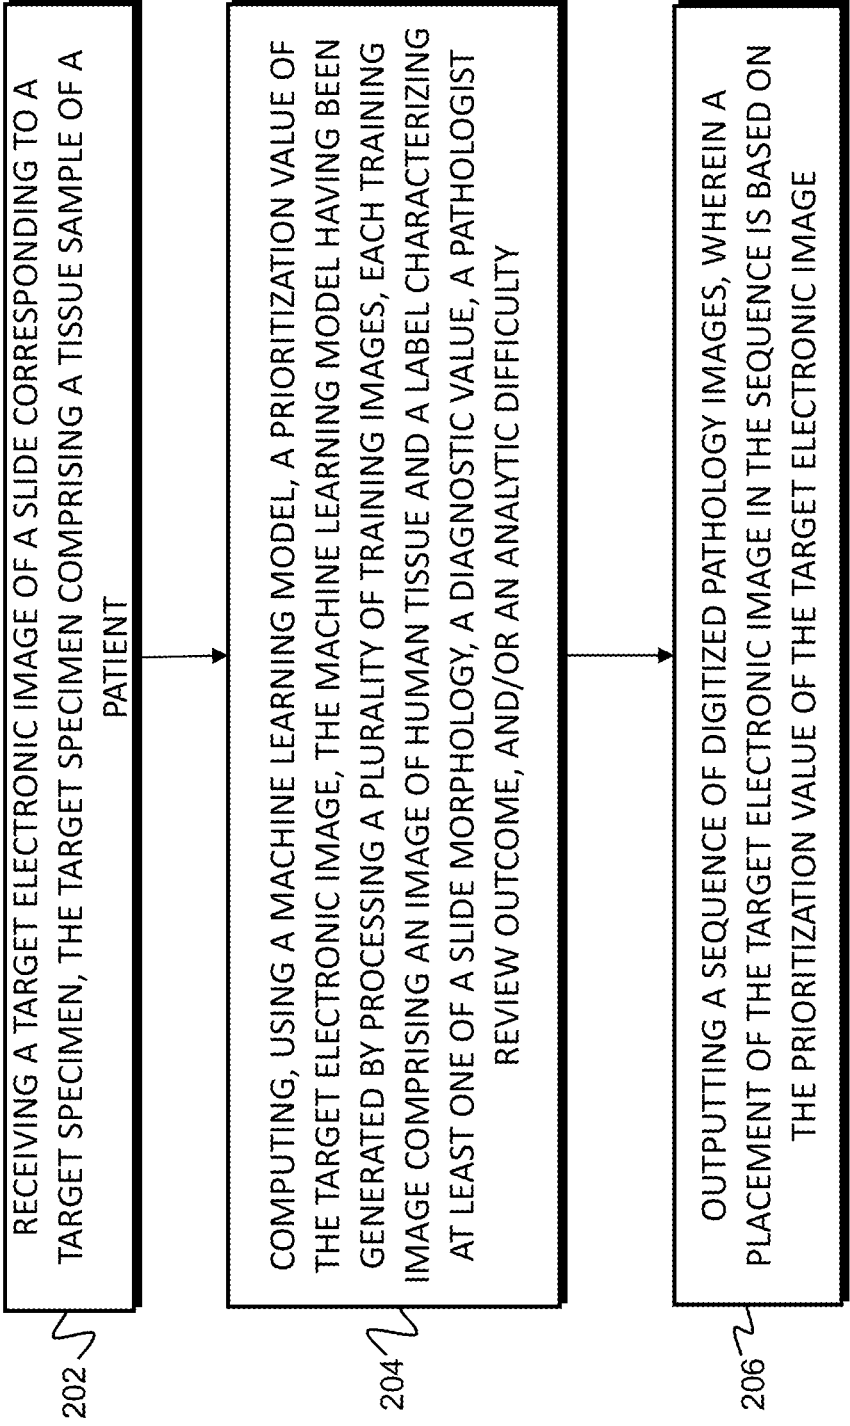 RECEIVING A TARGET ELECTRONIC IMAGE OF A SLIDE CORRESPONDING TO A
TARGET SPECIMEN, THE TARGET SPECIMEN COMPRISING A TISSUE SAMPLE OF A
PATIENT
202
COMPUTING, USING A MACHINE LEARNING MODEL, A PRIORITIZATION VALUE OF
THE TARGET ELECTRONIC IMAGE, THE MACHINE LEARNING MODEL HAVING BEEN
GENERATED BY PROCESSING A PLURALITY OF TRAINING IMAGES, EACH TRAINING
IMAGE COMPRISING AN IMAGE OF HUMAN TISSUE AND A LABEL CHARACTERIZING
AT LEAST ONE OF A SLIDE MORPHOLOGY, A DIAGNOSTIC VALUE, A PATHOLOGIST
REVIEW OUTCOME, AND/OR AN ANALYTIC DIFFICULTY
204
OUTPUTTING A SEQUENCE OF DIGITIZED PATHOLOGY IMAGES, WHEREIN A
PLACEMENT OF THE TARGET ELECTRONIC IMAGE IN THE SEQUENCE IS BASED ON
THE PRIORITIZATION VALUE OF THE TARGET ELECTRONIC IMAGE
206